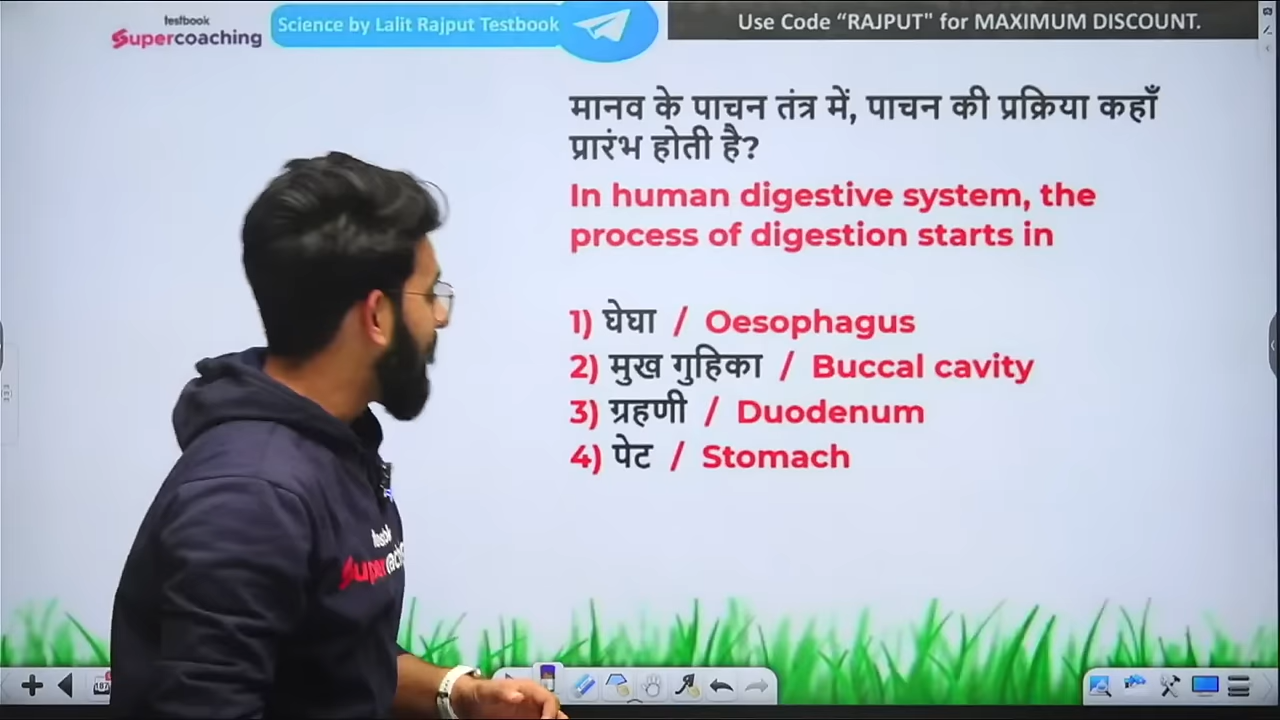 testbook
Supercoaching
Science by Lalit Rajput Testbook
Use Code “RAJPUT" for MAXIMUM DISCOUNT.
मानव के पाचन तंत्र में, पाचन की प्रक्रिया कहाँ
प्रारंभ होती है?
In human digestive system, the
process of digestion starts in
1) घेघा / Oesophagus
2) मुख गुहिका / Buccal cavity
3) ग्रहणी / Duodenum
4) पेट / Stomach
187